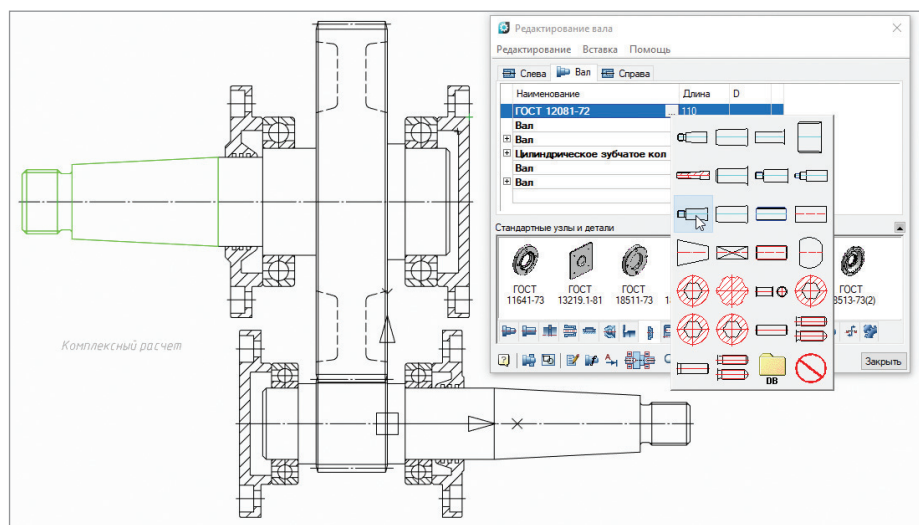 Редактирование вала
Редактирование Вставка Помощь
Слева Вал Справа
Наименование Длина D
ГОСТ 12081-72 ... 110
Вал
Вал
Цилиндрическое зубчатое кол
Вал
Вал
Стандартные узлы и детали
ГОСТ 11641-73
ГОСТ 13219.1-81
ГОСТ 18511-73
ГОСТ 3513-73(2)
DB
Закрыть
Комплексный расчет